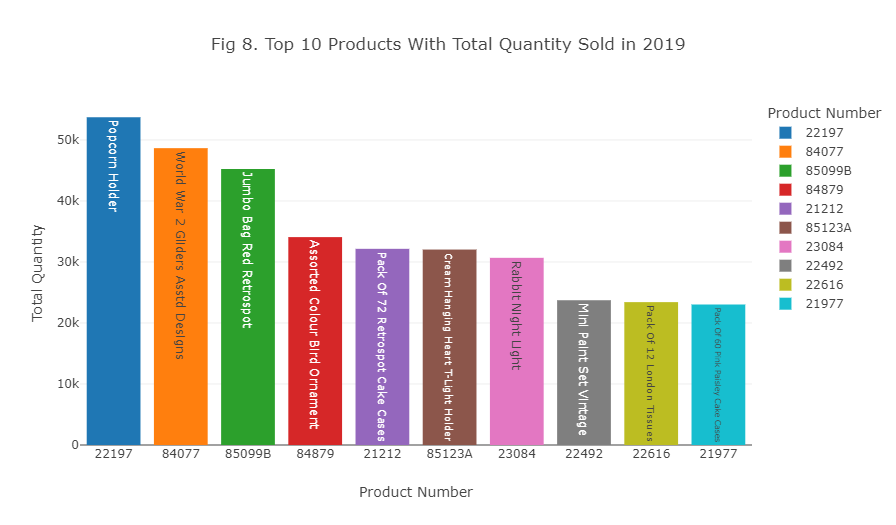 Fig 8. Top 10 Products With Total Quantity Sold in 2019
Total Quantity
50k
40k
30k
20k
10k
0
Popcorn Holder
World War 2 Gliders Asstd Designs
Jumbo Bag Red Retrospot
Assorted Colour Bird Ornament
Pack Of 72 Retrospot Cake Cases
Cream Hanging Heart T-Light Holder
Rabbit Night Light
Mini Paint Set Vintage
Pack Of 12 London Tissues
Pack Of 60 Pink Paisley Cake Cases
22197 84077 85099B 84879 21212 85123A 23084 22492 22616 21977
Product Number
Product Number
22197
84077
85099B
84879
21212
85123A
23084
22492
22616
21977